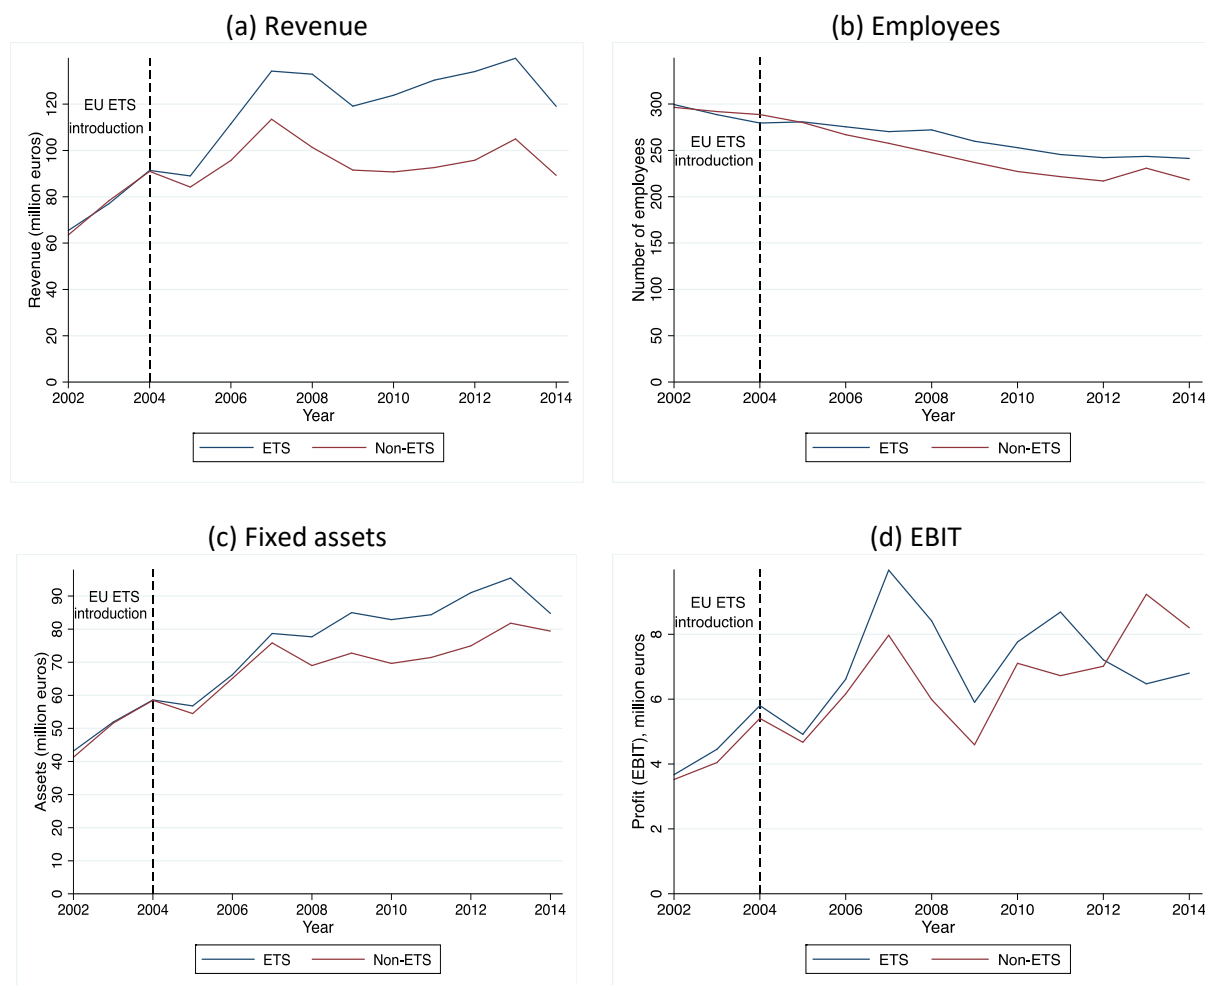 (a) Revenue
Revenue (million euros)
0
20
40
60
80
100
120
EU ETS
introduction
2002
2004
2006
2008
2010
2012
2014
Year
ETS
Non-ETS
(b) Employees
Number of employees
0
50
100
150
200
250
300
EU ETS
introduction
2002
2004
2006
2008
2010
2012
2014
Year
ETS
Non-ETS
(c) Fixed assets
Assets (million euros)
0
10
20
30
40
50
60
70
80
90
EU ETS
introduction
2002
2004
2006
2008
2010
2012
2014
Year
ETS
Non-ETS
(d) EBIT
Profit (EBIT), million euros
0
2
4
6
8
EU ETS
introduction
2002
2004
2006
2008
2010
2012
2014
Year
ETS
Non-ETS